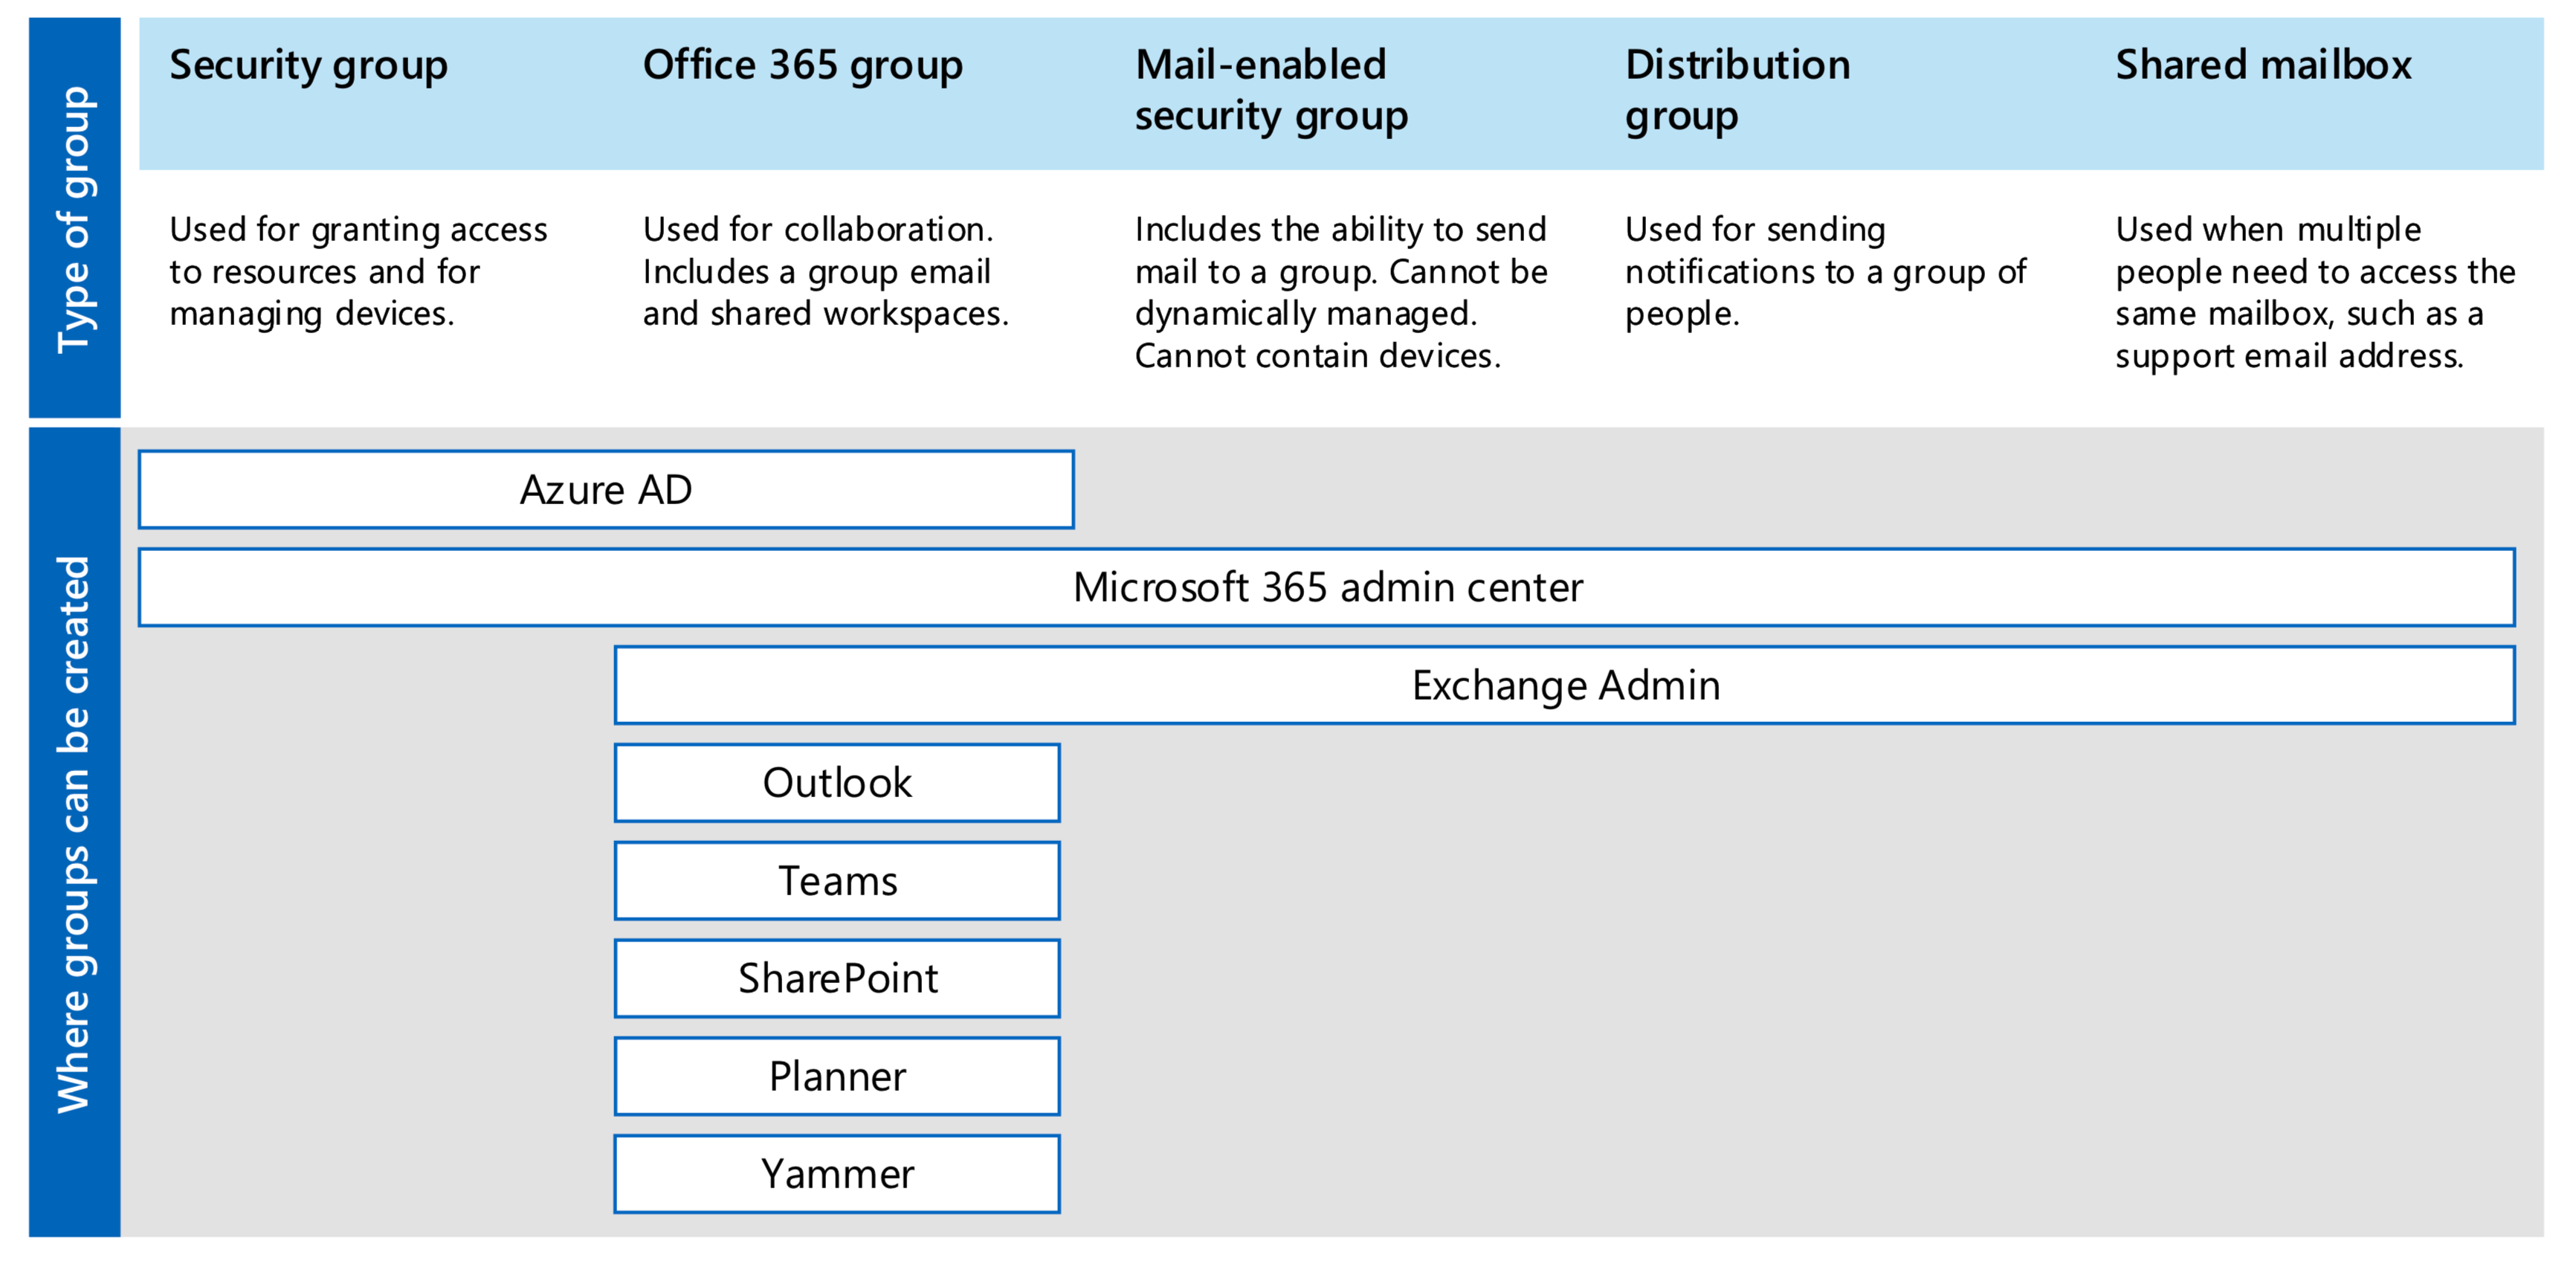 Type of group
Security group
Used for granting access
to resources and for
managing devices.
Office 365 group
Used for collaboration.
Includes a group email
and shared workspaces.
Mail-enabled
security group
Includes the ability to send
mail to a group. Cannot be
dynamically managed.
Cannot contain devices.
Distribution
group
Used for sending
notifications to a group of
people.
Shared mailbox
Used when multiple
people need to access the
same mailbox, such as a
support email address.
Where groups can be created
Azure AD
Microsoft 365 admin center
Exchange Admin
Outlook
Teams
SharePoint
Planner
Yammer